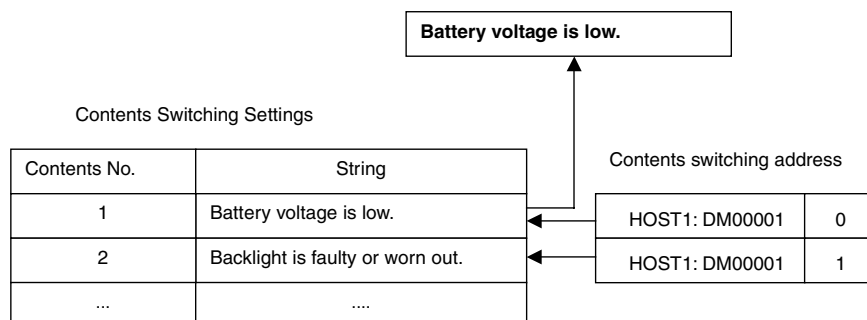 Battery voltage is low.
Contents Switching Settings
Contents No. String
1 Battery voltage is low.
2 Backlight is faulty or worn out.
... ....
Contents switching address
HOST1: DM00001 0
HOST1: DM00001 1